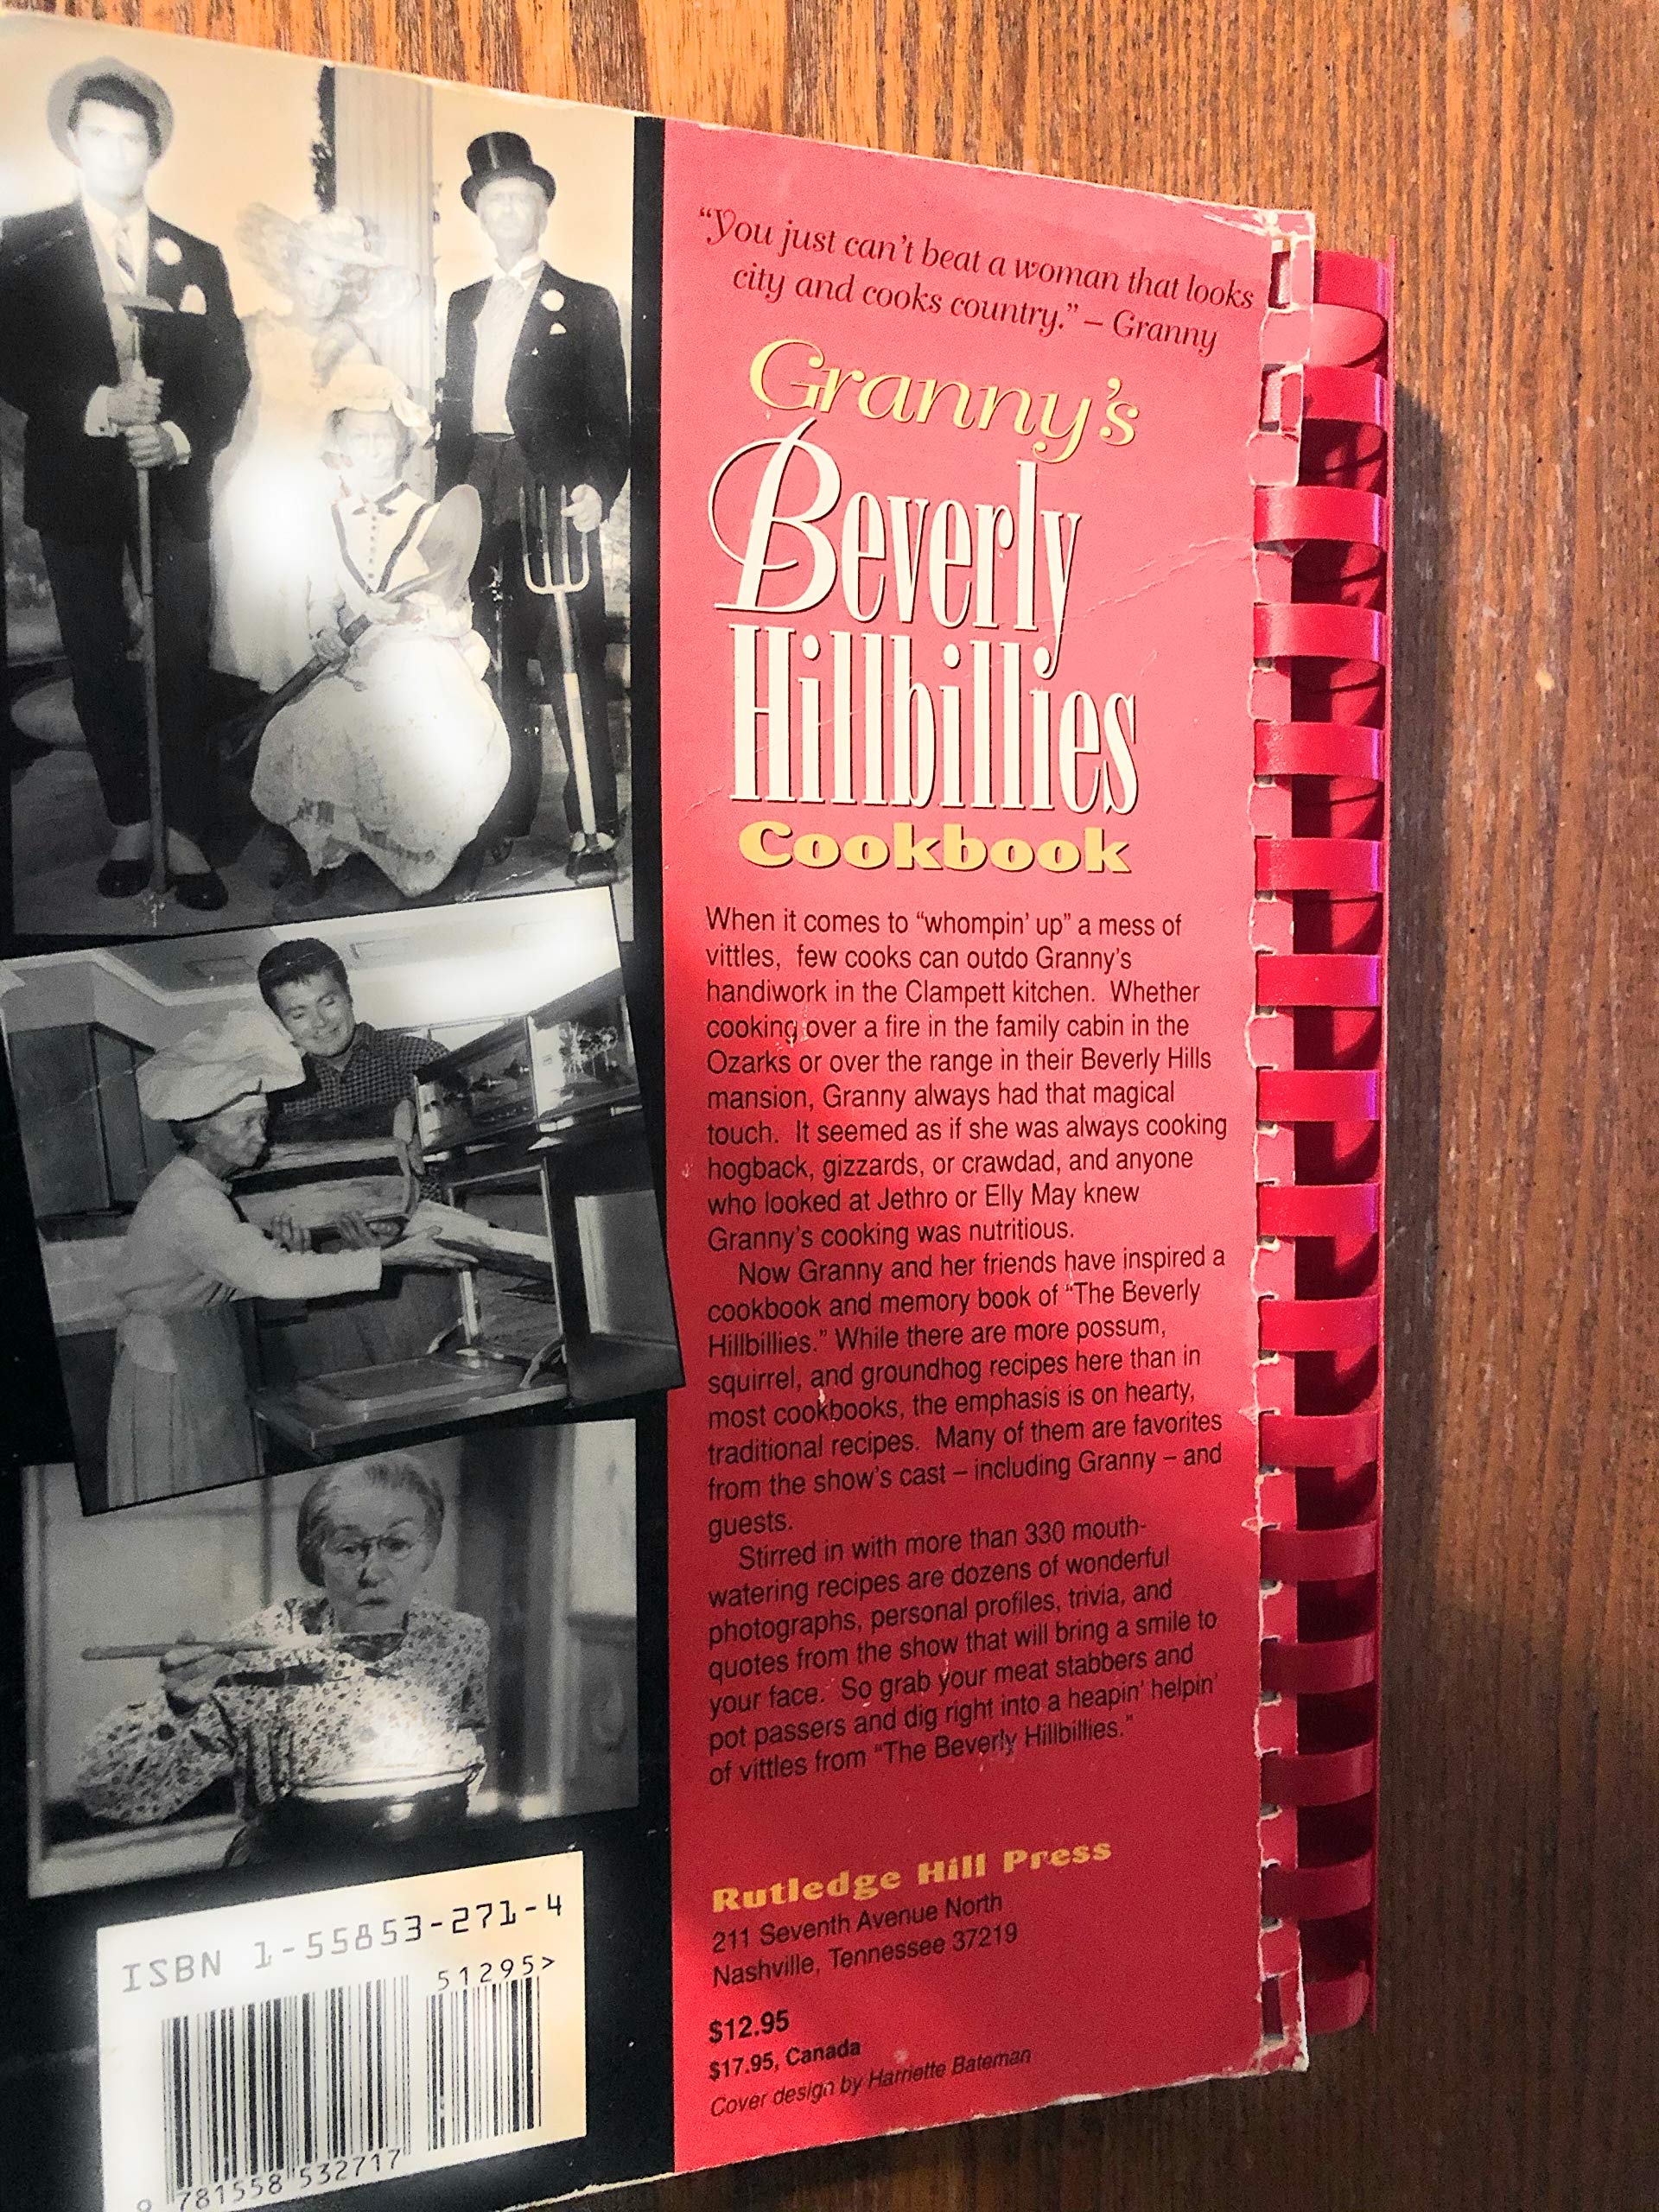 “You just can’t beat a woman that looks
city and cooks country.” – Granny
Granny’s
Beverly
Hillbillies
Cookbook
When it comes to “whompin’ up” a mess of
vittles, few cooks can outdo Granny’s
handiwork in the Clampett kitchen. Whether
cooking over a fire in the family cabin in the
Ozarks or over the range in their Beverly Hills
mansion, Granny always had that magical
touch. It seemed as if she was always cooking
hogback, gizzards, or crawdad, and anyone
who looked at Jethro or Elly May knew
Granny’s cooking was nutritious.
Now Granny and her friends have inspired a
cookbook and memory book of “The Beverly
Hillbillies.” While there are more possum,
squirrel, and groundhog recipes here than in
most cookbooks, the emphasis is on hearty,
traditional recipes. Many of them are favorites
from the show’s cast – including Granny – and
guests.
Stirred in with more than 330 mouth-
watering recipes are dozens of wonderful
photographs, personal profiles, trivia, and
quotes from the show that will bring a smile to
your face. So grab your meat stabbers and
pot passers and dig right into a heapin’ helpin’
of vittles from “The Beverly Hillbillies.”
Rutledge Hill Press
211 Seventh Avenue North
Nashville, Tennessee 37219
$12.95
$17.95, Canada
Cover design by Harriette Bateman
ISBN 1-55853-271-4
51295>
9 781558 532717